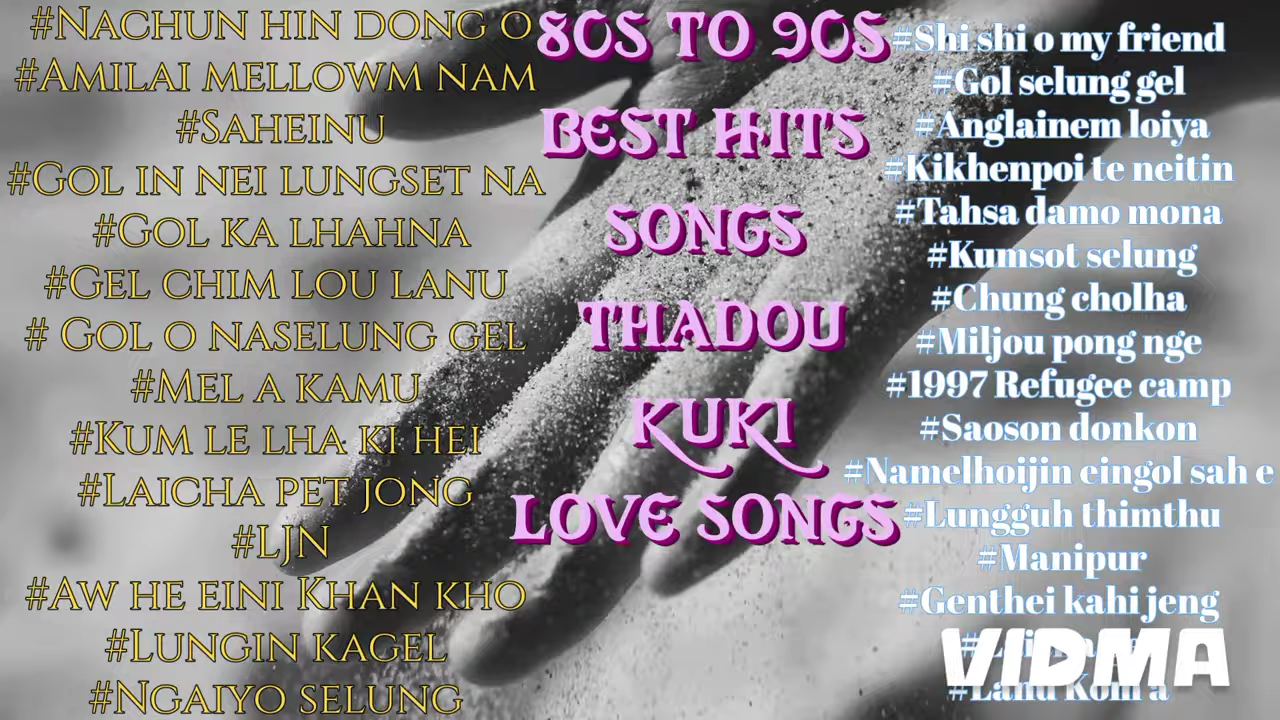 #Nachun hin dong o
#Amilai mellowm nam
#Saheinu
#Gol in nei lungset na
#Gol ka lhahna
#Gel chim lou lanu
# Gol o naselung gel
#Mel a kamu
#Kum le lha ki hei
#Laicha pet jong
#LJN
#Aw he eini Khan kho
#Lungin kagel
#Ngaiyo selung
80s to 90s
Best Hits
Songs
Thadou
Kuki
Love Songs
#Shi shi o my friend
#Gol selung gel
#Anglainem loiya
#Kikhenpoi te neitin
#Tahsa damo mona
#Kumsot selung
#Chung cholha
#Miljou pong nge
#1997 Refugee camp
#Saoson donkon
#Namelhoijin eingol sah e
#Lungguh thimthu
#Manipur
#Genthei kahi jeng
#Lanu Kom a
VIDMA